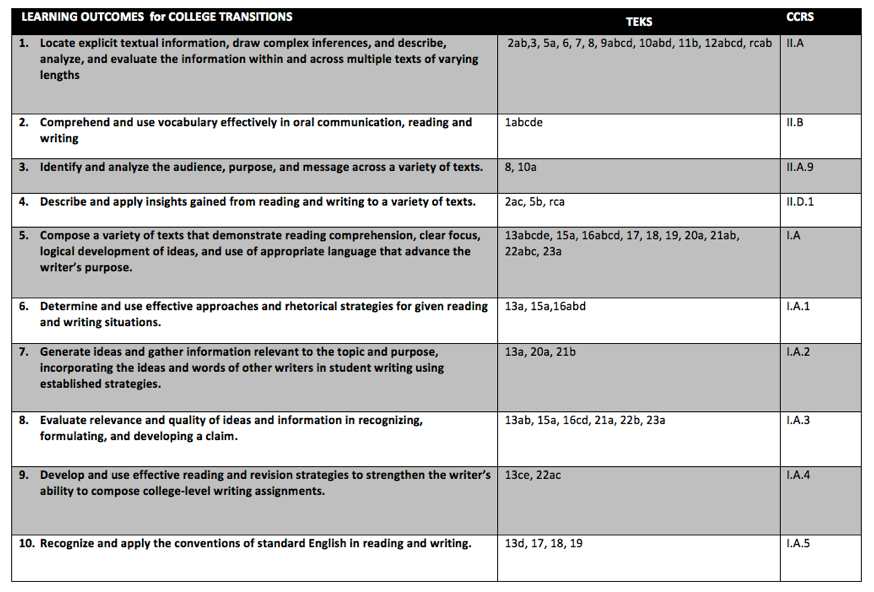 LEARNING OUTCOMES for COLLEGE TRANSITIONS TEKS CCRS
1. Locate explicit textual information, draw complex inferences, and describe, 2ab,3, 5a, 6, 7, 8, 9abcd, 10abd, 11b, 12abcd, rcab II.A
analyze, and evaluate the information within and across multiple texts of varying
lengths
2. Comprehend and use vocabulary effectively in oral communication, reading and 1abcde II.B
writing
3. Identify and analyze the audience, purpose, and message across a variety of texts. 8, 10a II.A.9
4. Describe and apply insights gained from reading and writing to a variety of texts. 2ac, 5b, rca II.D.1
5. Compose a variety of texts that demonstrate reading comprehension, clear focus, 13abcde, 15a, 16abcd, 17, 18, 19, 20a, 21ab, I.A
logical development of ideas, and use of appropriate language that advance the 22abc, 23a
writer's purpose.
6. Determine and use effective approaches and rhetorical strategies for given reading 13a, 15a,16abd I.A.1
and writing situations.
7. Generate ideas and gather information relevant to the topic and purpose, 13a, 20a, 21b I.A.2
incorporating the ideas and words of other writers in student writing using
established strategies.
8. Evaluate relevance and quality of ideas and information in recognizing, 13ab, 15a, 16cd, 21a, 22b, 23a I.A.3
formulating, and developing a claim.
9. Develop and use effective reading and revision strategies to strengthen the writer's 13ce, 22ac I.A.4
ability to compose college-level writing assignments.
10. Recognize and apply the conventions of standard English in reading and writing. 13d, 17, 18, 19 I.A.5